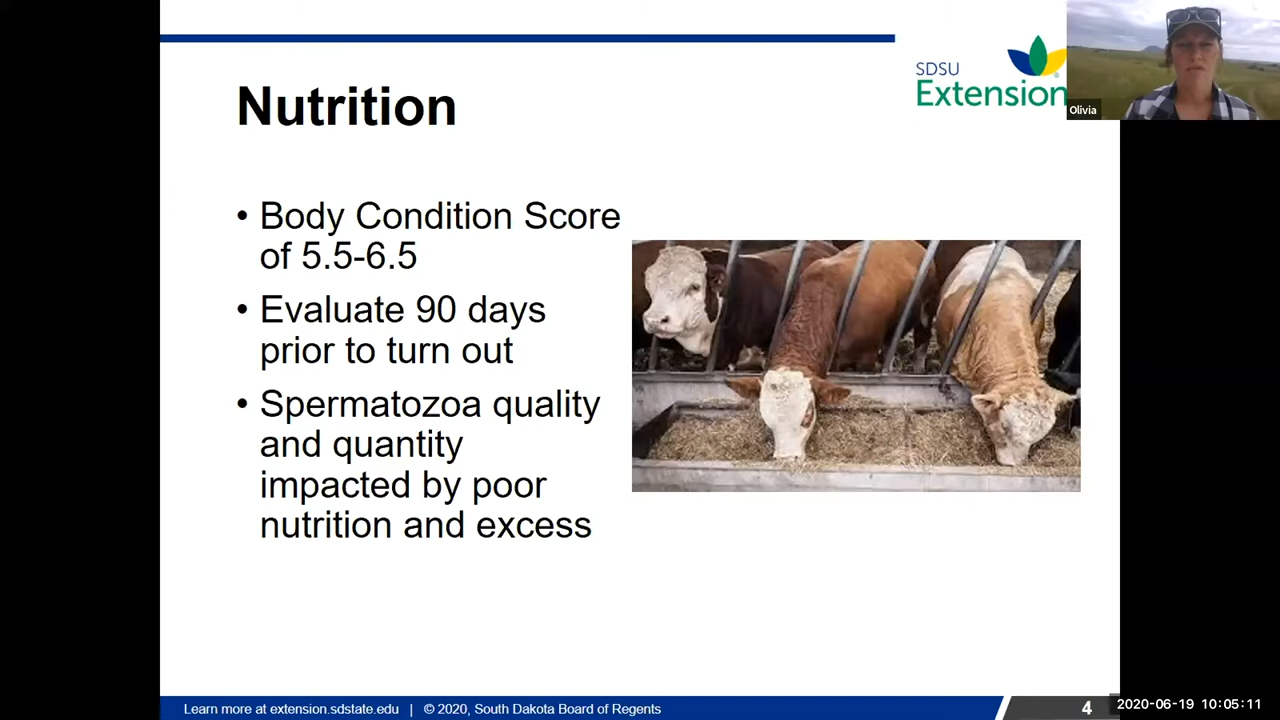 SDSU
Extension
Olivia
Nutrition
• Body Condition Score
of 5.5-6.5
• Evaluate 90 days
prior to turn out
• Spermatozoa quality
and quantity
impacted by poor
nutrition and excess
Learn more at extension.sdstate.edu | © 2020, South Dakota Board of Regents
4
2020-06-19 10:05:11